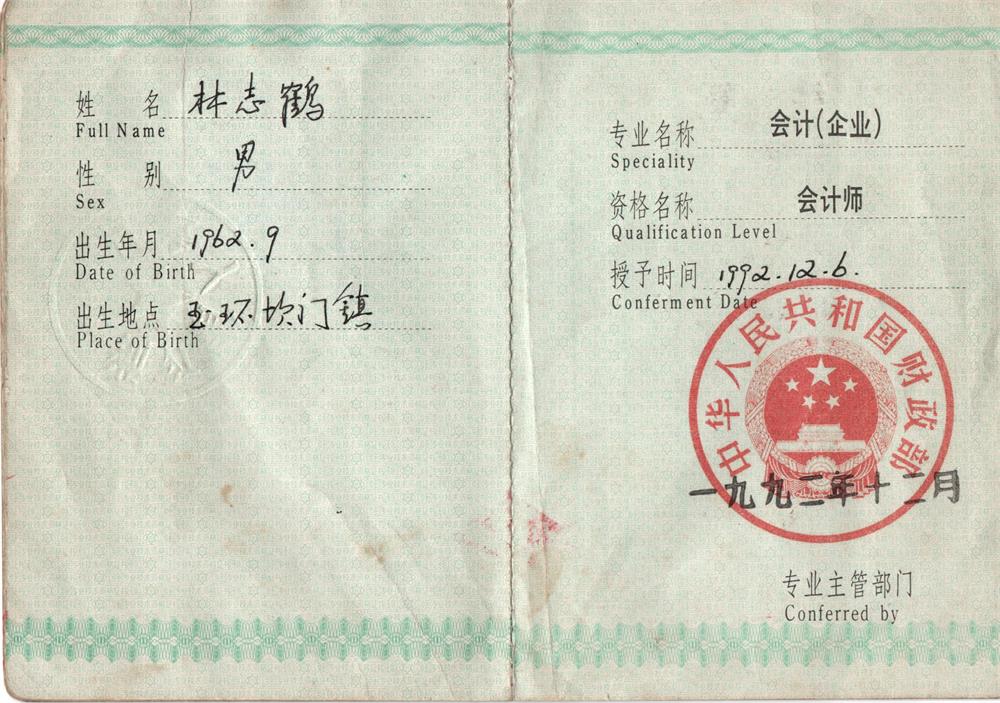 姓 名 林志鶴
Full Name
性 别 男
Sex
出生年月 1962.9
Date of Birth
出生地点 玉环坎门鎮
Place of Birth
专业名称 会计(企业)
Speciality
资格名称 会计师
Qualification Level
授予时间 1992.12.6.
Conferment Date
中华人民共和国财政部
一九九二年十二月
专业主管部门
Conferred by